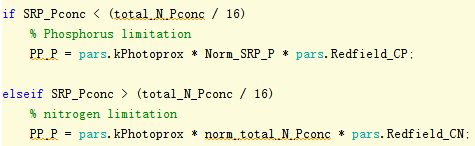 if SRP_Pconc < (total_N_Pconc / 16)
% Phosphorus limitation
PP_P = pars.kPhotoprox * Norm_SRP_P * pars.Redfield_CP;
elseif SRP_Pconc > (total_N_Pconc / 16)
% nitrogen limitation
PP_P = pars.kPhotoprox * norm_total_N_Pconc * pars.Redfield_CN;